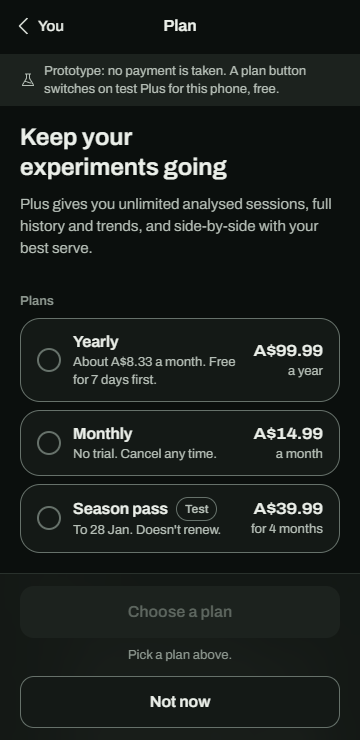 You
Plan
Prototype: no payment is taken. A plan button
switches on test Plus for this phone, free.
Keep your
experiments going
Plus gives you unlimited analysed sessions, full
history and trends, and side-by-side with your
best serve.
Plans
Yearly
About A$8.33 a month. Free
for 7 days first.
A$99.99
a year
Monthly
No trial. Cancel any time.
A$14.99
a month
Season pass Test
To 28 Jan. Doesn't renew.
A$39.99
for 4 months
Choose a plan
Pick a plan above.
Not now